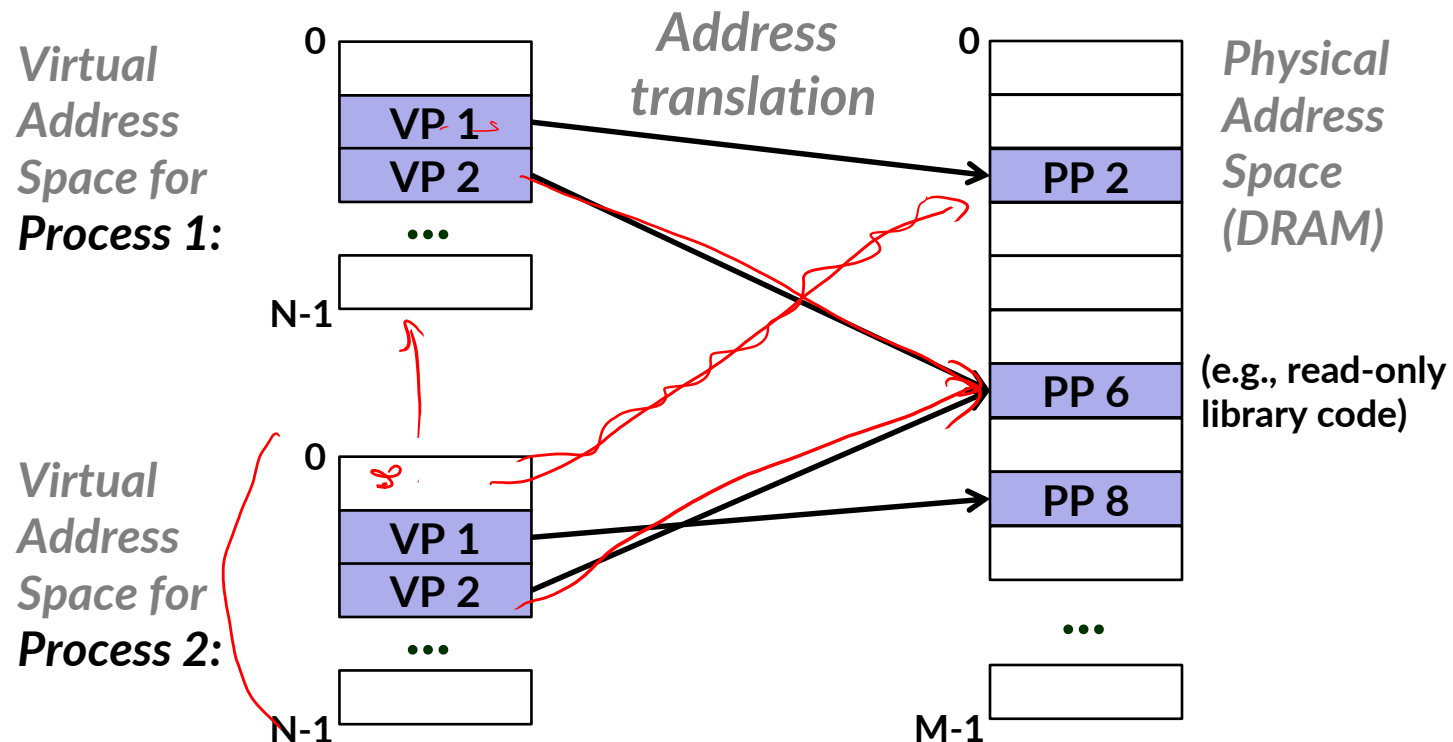 Virtual
Address
Space for
Process 1:
0
VP 1
VP 2
...
N-1
Address
translation
0
PP 2
PP 6
PP 8
...
M-1
Physical
Address
Space
(DRAM)
(e.g., read-only
library code)
Virtual
Address
Space for
Process 2:
0
VP 1
VP 2
...
N-1